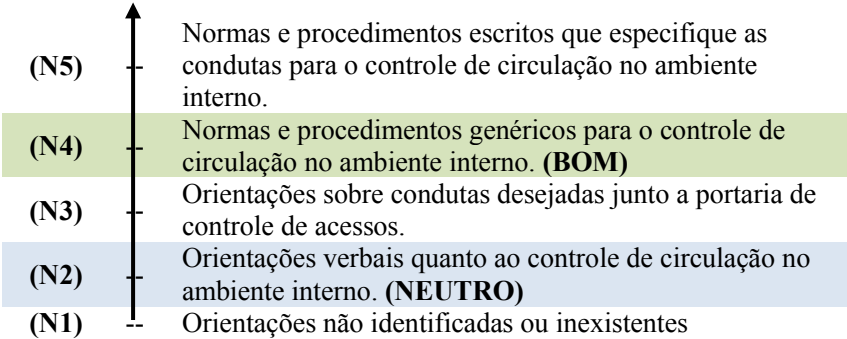 Normas e procedimentos escritos que especifique as
(N5) -- condutas para o controle de circulação no ambiente
interno.
(N4) -- Normas e procedimentos genéricos para o controle de
circulação no ambiente interno. (BOM)
(N3) -- Orientações sobre condutas desejadas junto a portaria de
controle de acessos.
(N2) -- Orientações verbais quanto ao controle de circulação no
ambiente interno. (NEUTRO)
(N1) -- Orientações não identificadas ou inexistentes